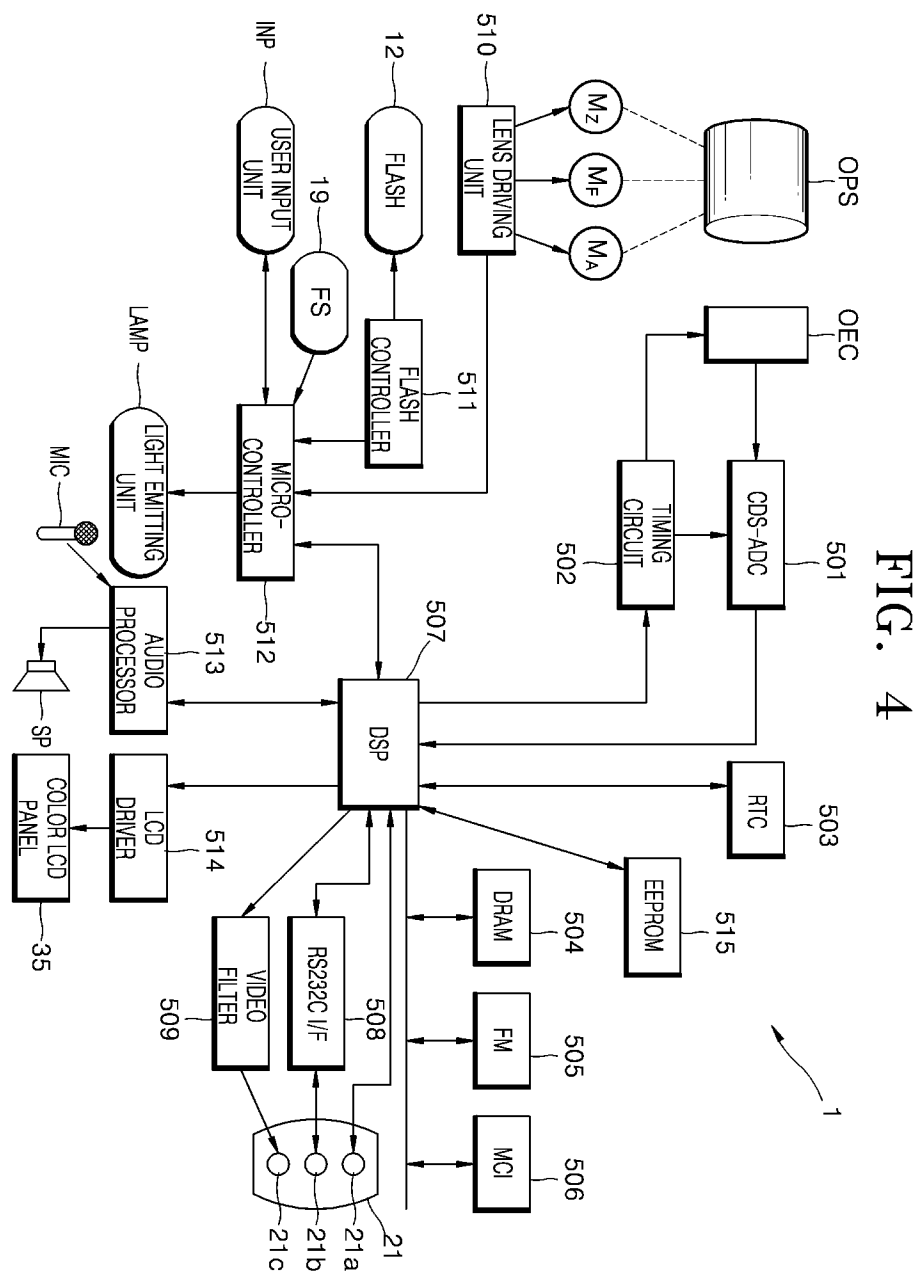 FIG. 4
1
OPS
OEC
501
CDS-ADC
RTC
503
TIMING
CIRCUIT
502
EEPROM
515
MZ
MF
MA
510
LENS DRIVING
UNIT
DRAM
504
FM
505
MCI
506
12
FLASH
FLASH
CONTROLLER
511
507
DSP
19
FS
RS232C I/F
508
21
21a
21b
21c
INP
USER INPUT
UNIT
MICRO-
CONTROLLER
512
VIDEO
FILTER
509
LAMP
LIGHT EMITTING
UNIT
AUDIO
PROCESSOR
513
LCD
DRIVER
514
MIC
SP
COLOR LCD
PANEL
35